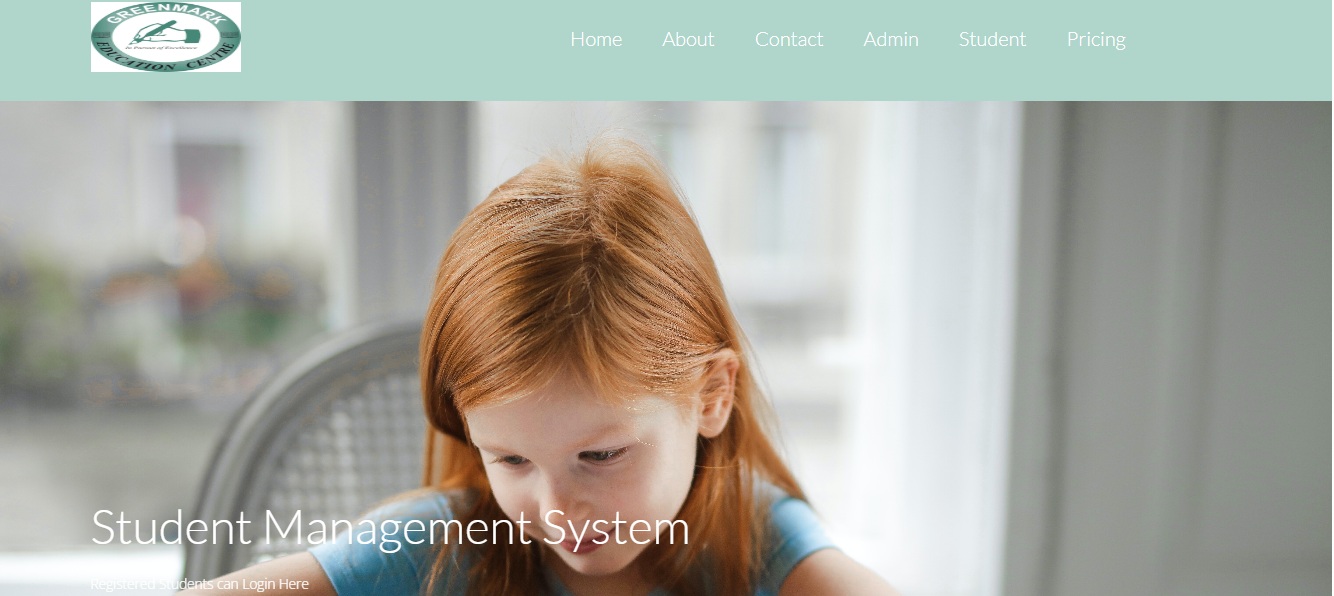 GREENMARK
In Pursuit of Excellence
EDUCATION CENTRE
Home About Contact Admin Student Pricing
Student Management System
Registered Students can Login Here